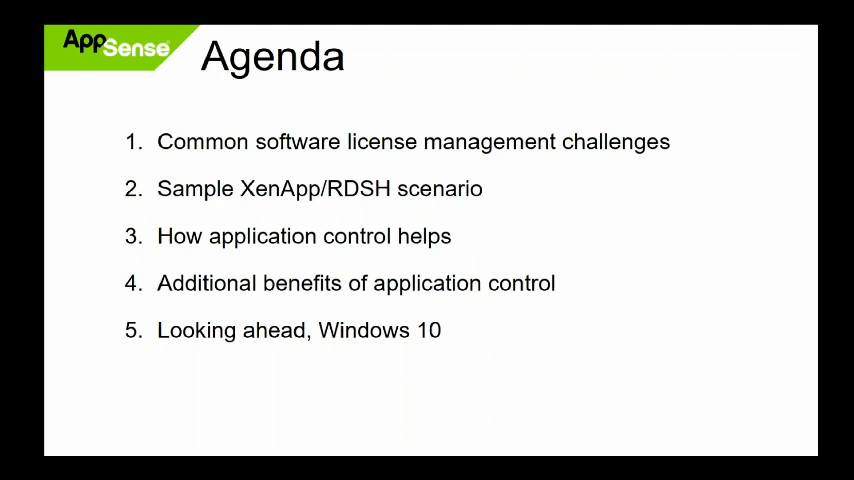 AppSense
Agenda
1. Common software license management challenges
2. Sample XenApp/RDSH scenario
3. How application control helps
4. Additional benefits of application control
5. Looking ahead, Windows 10